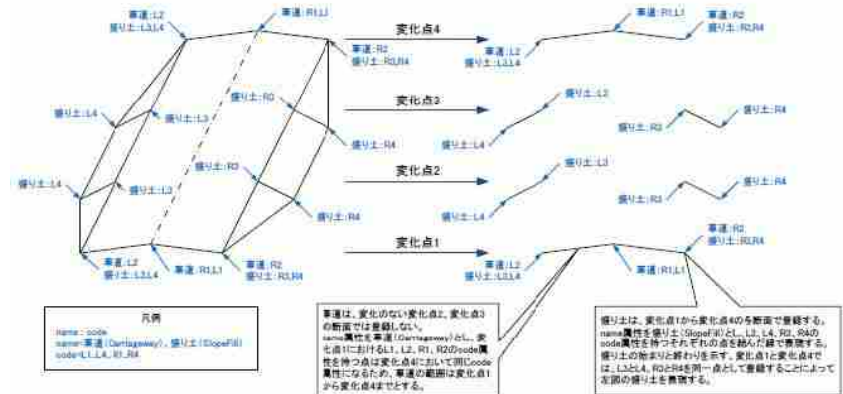 車道:L2
盛り土:L3,L4
車道:R1,L1
車道:R2
盛り土:R3,R4
変化点4
車道:L2
盛り土:L3,L4
車道:R1,L1
車道:R2
盛り土:R3,R4
盛り土:L4
盛り土:L3
盛り土:R3
盛り土:R4
変化点3
盛り土:L3
盛り土:L4
盛り土:R3
盛り土:R4
盛り土:L4
盛り土:L3
盛り土:R3
盛り土:R4
変化点2
盛り土:L3
盛り土:L4
盛り土:R3
盛り土:R4
車道:L2
盛り土:L3,L4
車道:R1,L1
車道:R2
盛り土:R3,R4
変化点1
車道:L2
盛り土:L3,L4
車道:R1,L1
車道:R2
盛り土:R3,R4
凡例
name:code
name=車道(Carriageway)、盛り土(SlopeFill)
code=L1..L4、R1..R4
車道は、変化のない変化点2、変化点3
の断面では登録しない。
name属性を車道(Carriageway)とし、変
化点1におけるL1、L2、R1、R2のcode属
性を持つ点は変化点4において同じcode
属性になるため、車道の範囲は変化点1
から変化点4までとする。
盛り土は、変化点1から変化点4の各断面で登録する。
name属性を盛り土(SlopeFill)とし、L3、L4、R3、R4の
code属性を持つそれぞれの点を結んだ線で表現する。
盛り土の始まりと終わりを示す、変化点1と変化点4で
は、L3とL4、R3とR4を同一点として登録することによって
左図の盛り土を表現する。